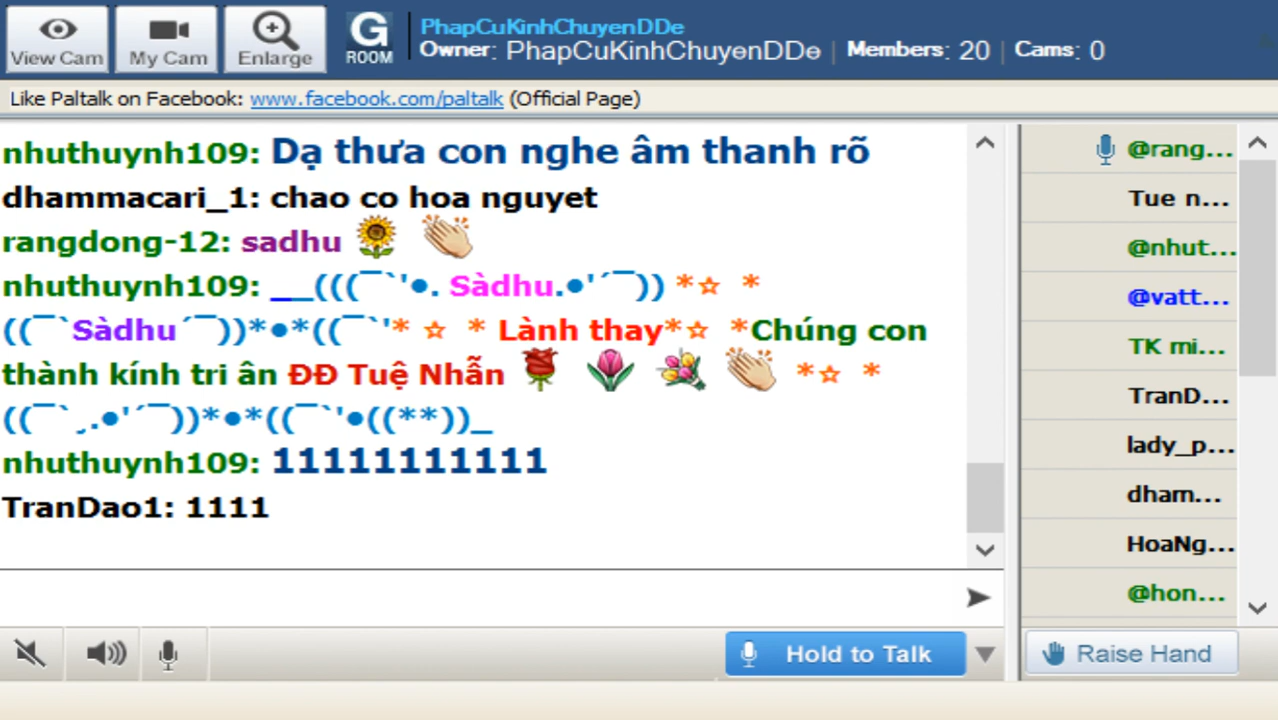 View Cam
My Cam
Enlarge
G
ROOM
PhapCuKinhChuyenDDe
Owner: PhapCuKinhChuyenDDe | Members: 20 | Cams: 0
Like Paltalk on Facebook: www.facebook.com/paltalk (Official Page)
nhuthuynh109: Dạ thưa con nghe âm thanh rõ
dhammacari_1: chao co hoa nguyet
rangdong-12: sadhu
nhuthuynh109: __(((¯`'●. Sàdhu.●'´¯)) *☆ *
((¯`Sàdhu´¯))*●*((¯`'* ☆ * Lành thay*☆ *Chúng con
thành kính tri ân ĐĐ Tuệ Nhẫn *☆ *
((¯`¸.●'´¯))*●*((¯`'●((**))_
nhuthuynh109: 11111111111
TranDao1: 1111
@rang...
Tue n...
@nhut...
@vatt...
TK mi...
TranD...
lady_p...
dham...
HoaNg...
@hon...
Hold to Talk
Raise Hand